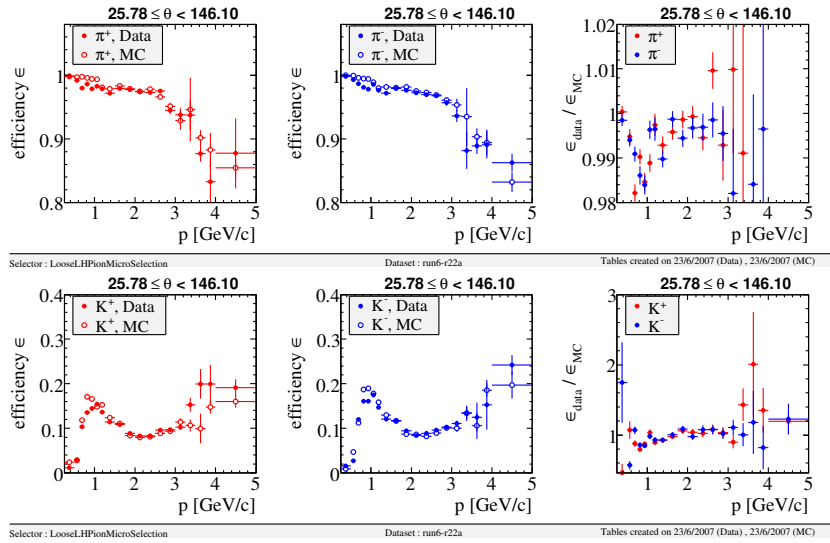 25.78 ≤ θ < 146.10
25.78 ≤ θ < 146.10
25.78 ≤ θ < 146.10
π⁺, Data
π⁺, MC
efficiency ϵ
1
0.9
0.8
1 2 3 4 5
p [GeV/c]
π⁻, Data
π⁻, MC
efficiency ϵ
1
0.9
0.8
1 2 3 4 5
p [GeV/c]
π⁺
π⁻
ϵdata / ϵMC
1.02
1.01
1
0.99
0.98
1 2 3 4 5
p [GeV/c]
Selector : LooseLHPionMicroSelection
Dataset : run6-r22a
Tables created on 23/6/2007 (Data) , 23/6/2007 (MC)
25.78 ≤ θ < 146.10
25.78 ≤ θ < 146.10
25.78 ≤ θ < 146.10
K⁺, Data
K⁺, MC
efficiency ϵ
0.4
0.3
0.2
0.1
0
1 2 3 4 5
p [GeV/c]
K⁻, Data
K⁻, MC
efficiency ϵ
0.4
0.3
0.2
0.1
0
1 2 3 4 5
p [GeV/c]
K⁺
K⁻
ϵdata / ϵMC
3
2
1
1 2 3 4 5
p [GeV/c]
Selector : LooseLHPionMicroSelection
Dataset : run6-r22a
Tables created on 23/6/2007 (Data) , 23/6/2007 (MC)